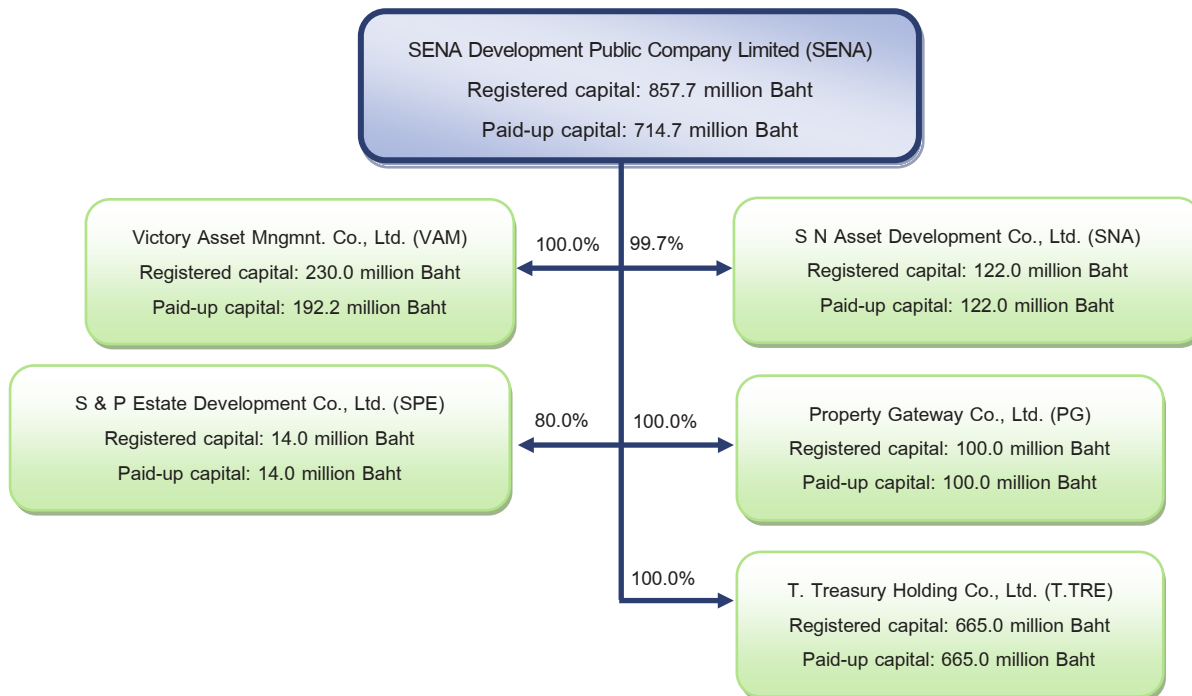 SENA Development Public Company Limited (SENA)
Registered capital: 857.7 million Baht
Paid-up capital: 714.7 million Baht
Victory Asset Mngmnt. Co., Ltd. (VAM)
Registered capital: 230.0 million Baht
Paid-up capital: 192.2 million Baht
100.0%
99.7%
S N Asset Development Co., Ltd. (SNA)
Registered capital: 122.0 million Baht
Paid-up capital: 122.0 million Baht
S & P Estate Development Co., Ltd. (SPE)
Registered capital: 14.0 million Baht
Paid-up capital: 14.0 million Baht
80.0%
100.0%
Property Gateway Co., Ltd. (PG)
Registered capital: 100.0 million Baht
Paid-up capital: 100.0 million Baht
100.0%
T. Treasury Holding Co., Ltd. (T.TRE)
Registered capital: 665.0 million Baht
Paid-up capital: 665.0 million Baht